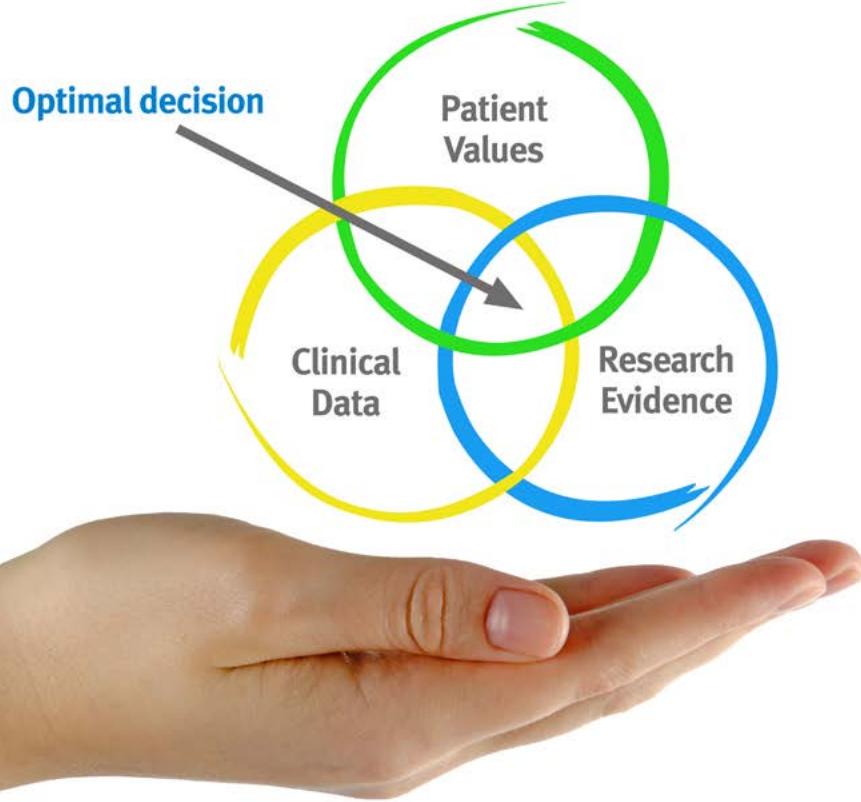 Optimal decision
Patient
Values
Clinical
Data
Research
Evidence